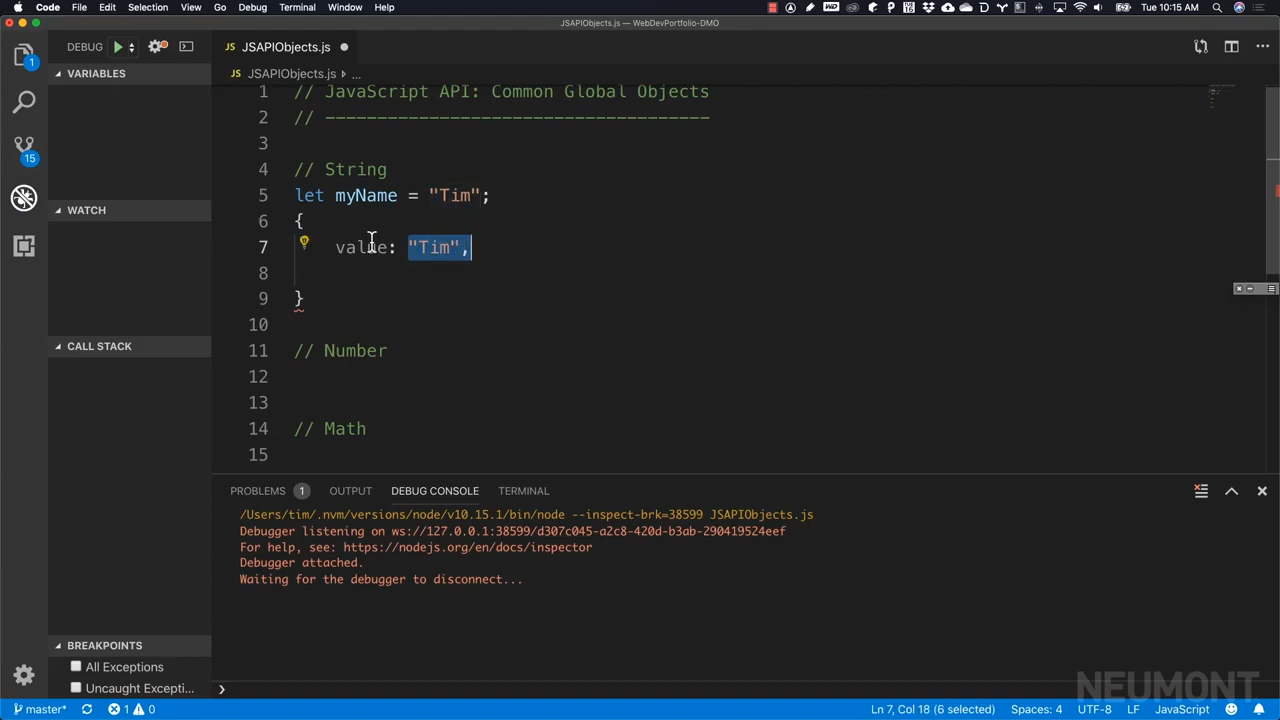 Code File Edit Selection View Go Debug Terminal Window Help Tue 10:15 AM
JSAPIObjects.js — WebDevPortfolio-DMO
DEBUG JS JSAPIObjects.js
VARIABLES JS JSAPIObjects.js ...
1 // JavaScript API: Common Global Objects
2 // -------------------------------------
3
4 // String
5 let myName = "Tim";
6 {
7 value: "Tim",
8
9 }
10
11 // Number
12
13
14 // Math
15
1
15
WATCH
CALL STACK
BREAKPOINTS
All Exceptions
Uncaught Excepti...
PROBLEMS 1 OUTPUT DEBUG CONSOLE TERMINAL
/Users/tim/.nvm/versions/node/v10.15.1/bin/node --inspect-brk=38599 JSAPIObjects.js
Debugger listening on ws://127.0.0.1:38599/d307c045-a2c8-420d-b3ab-290419524eef
For help, see: https://nodejs.org/en/docs/inspector
Debugger attached.
Waiting for the debugger to disconnect...
NEUMONT.
master* 1 0 Ln 7, Col 18 (6 selected) Spaces: 4 UTF-8 LF JavaScript